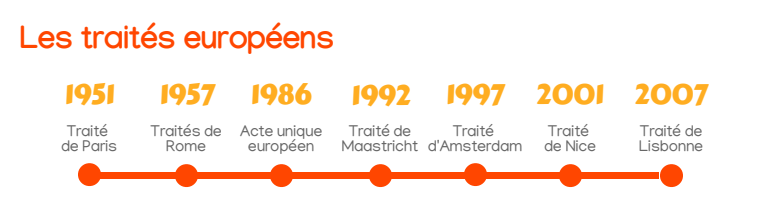 Les traités européens
1951 1957 1986 1992 1997 2001 2007
Traité Traités de Acte unique Traité de Traité Traité Traité de
de Paris Rome européen Maastricht d'Amsterdam de Nice Lisbonne